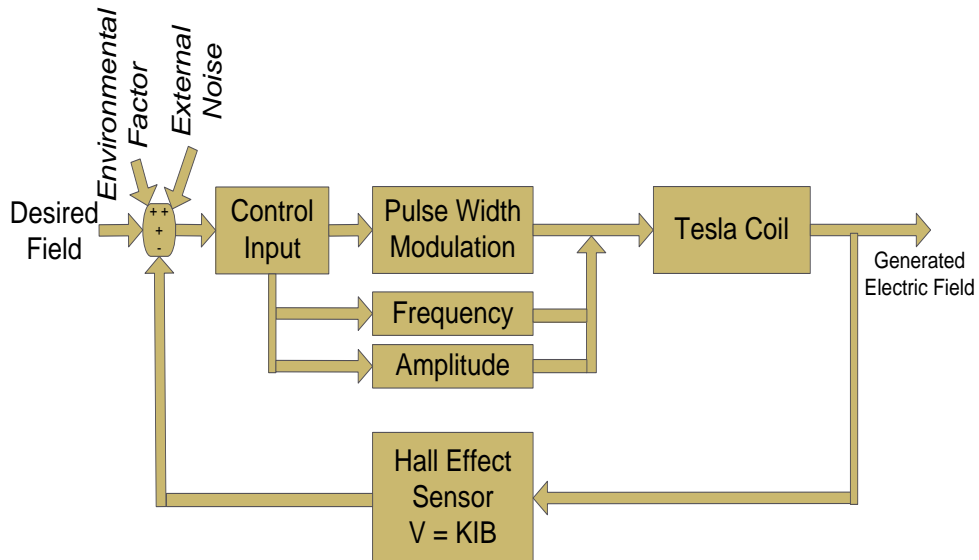 Environmental
Factor
External
Noise
Desired
Field
+ +
+
-
Control
Input
Pulse Width
Modulation
Tesla Coil
Generated
Electric Field
Frequency
Amplitude
Hall Effect
Sensor
V = KIB